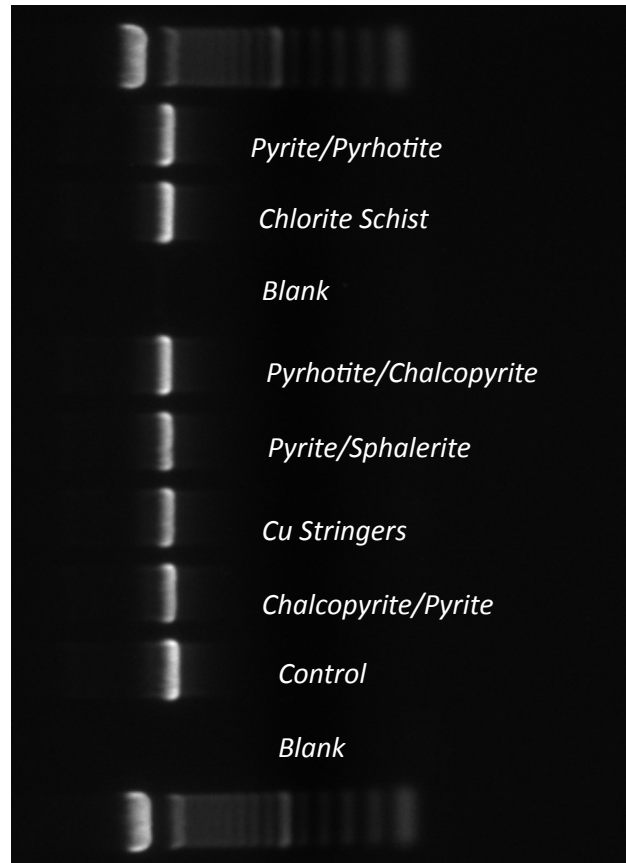 Pyrite/Pyrhotite
Chlorite Schist
Blank
Pyrhotite/Chalcopyrite
Pyrite/Sphalerite
Cu Stringers
Chalcopyrite/Pyrite
Control
Blank